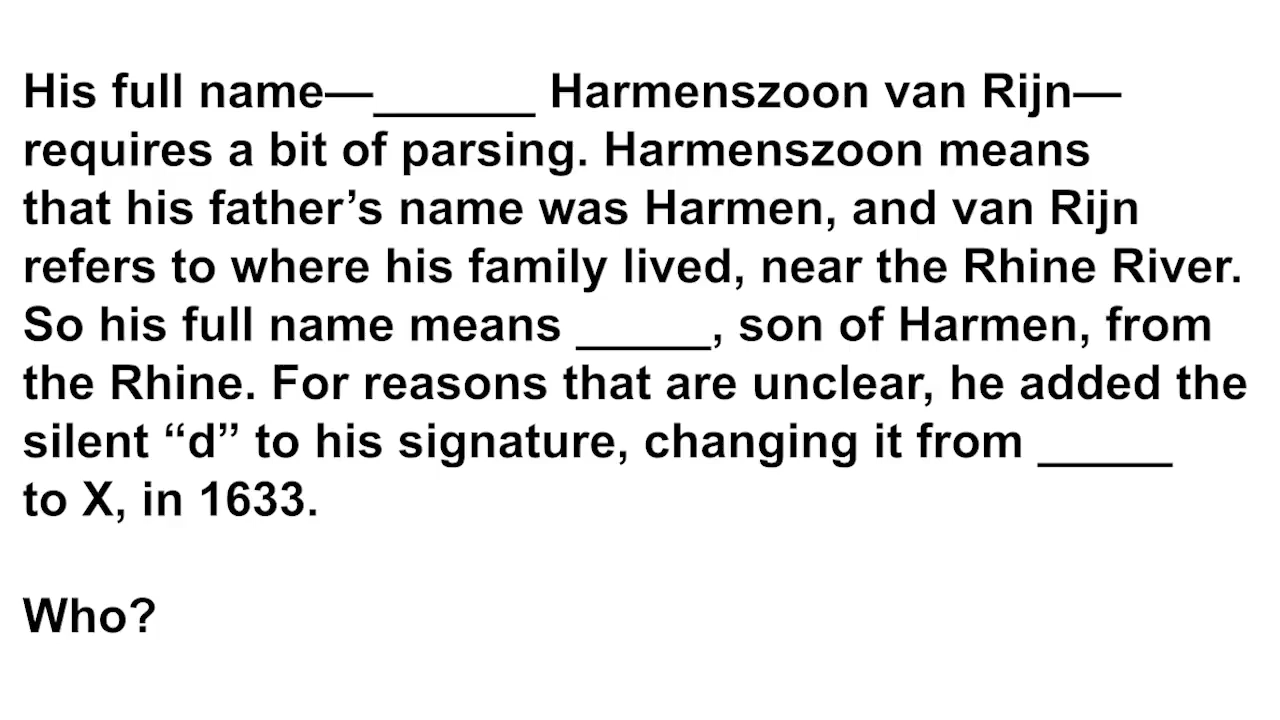 His full name—______ Harmenszoon van Rijn—
requires a bit of parsing. Harmenszoon means
that his father’s name was Harmen, and van Rijn
refers to where his family lived, near the Rhine River.
So his full name means _____, son of Harmen, from
the Rhine. For reasons that are unclear, he added the
silent “d” to his signature, changing it from _____
to X, in 1633.
Who?